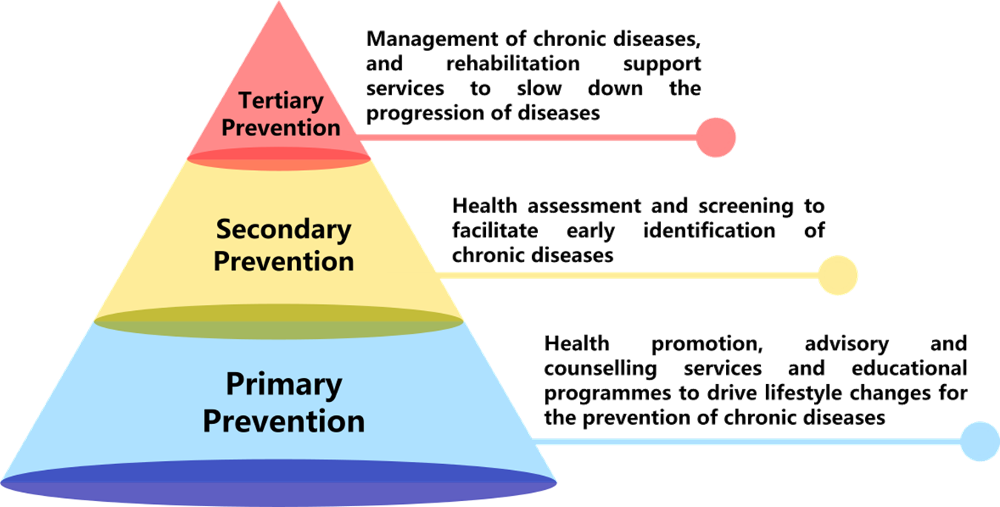 Tertiary
Prevention
Management of chronic diseases,
and rehabilitation support
services to slow down the
progression of diseases
Secondary
Prevention
Health assessment and screening to
facilitate early identification of
chronic diseases
Primary
Prevention
Health promotion, advisory and
counselling services and educational
programmes to drive lifestyle changes for
the prevention of chronic diseases